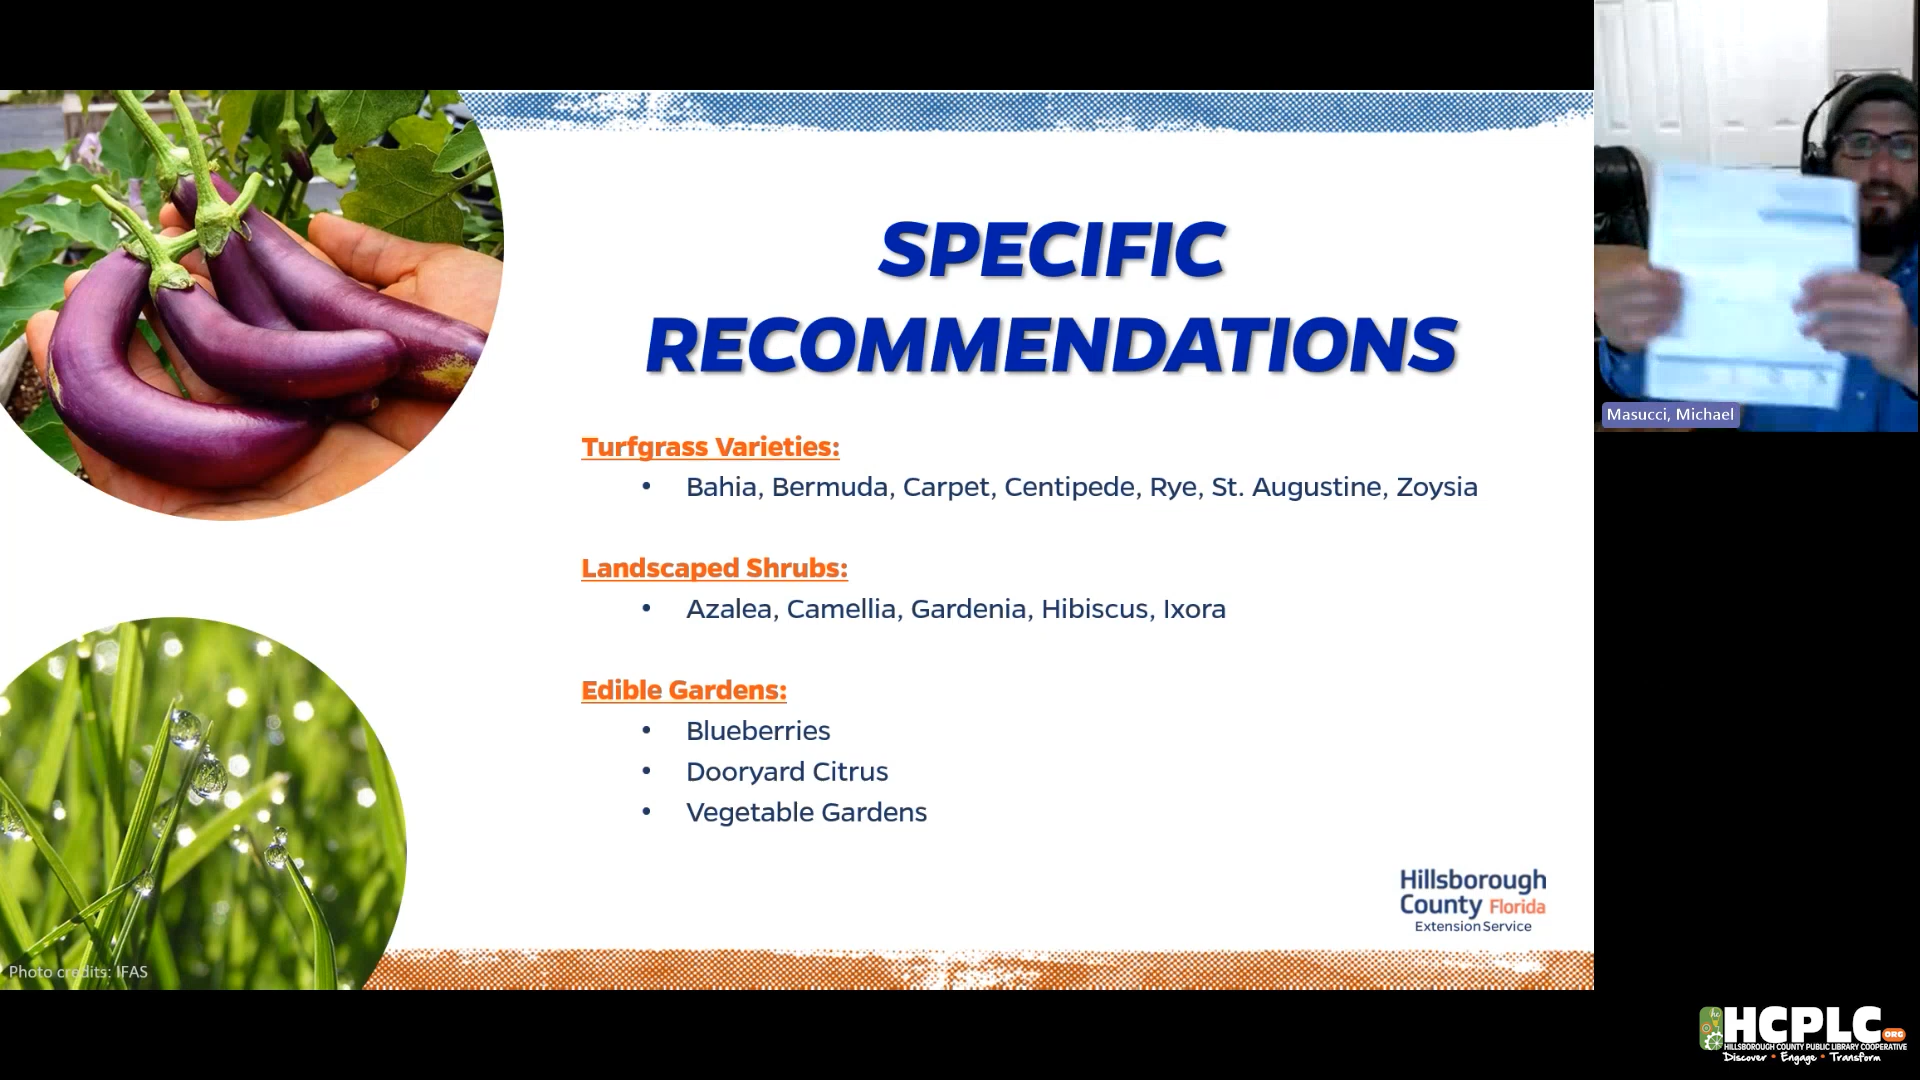 SPECIFIC
RECOMMENDATIONS
Turfgrass Varieties:
• Bahia, Bermuda, Carpet, Centipede, Rye, St. Augustine, Zoysia
Landscaped Shrubs:
• Azalea, Camellia, Gardenia, Hibiscus, Ixora
Edible Gardens:
• Blueberries
• Dooryard Citrus
• Vegetable Gardens
Hillsborough
County Florida
Extension Service
Photo credits: IFAS
Masucci, Michael
HCPLC.ORG
HILLSBOROUGH COUNTY PUBLIC LIBRARY COOPERATIVE
Discover • Engage • Transform